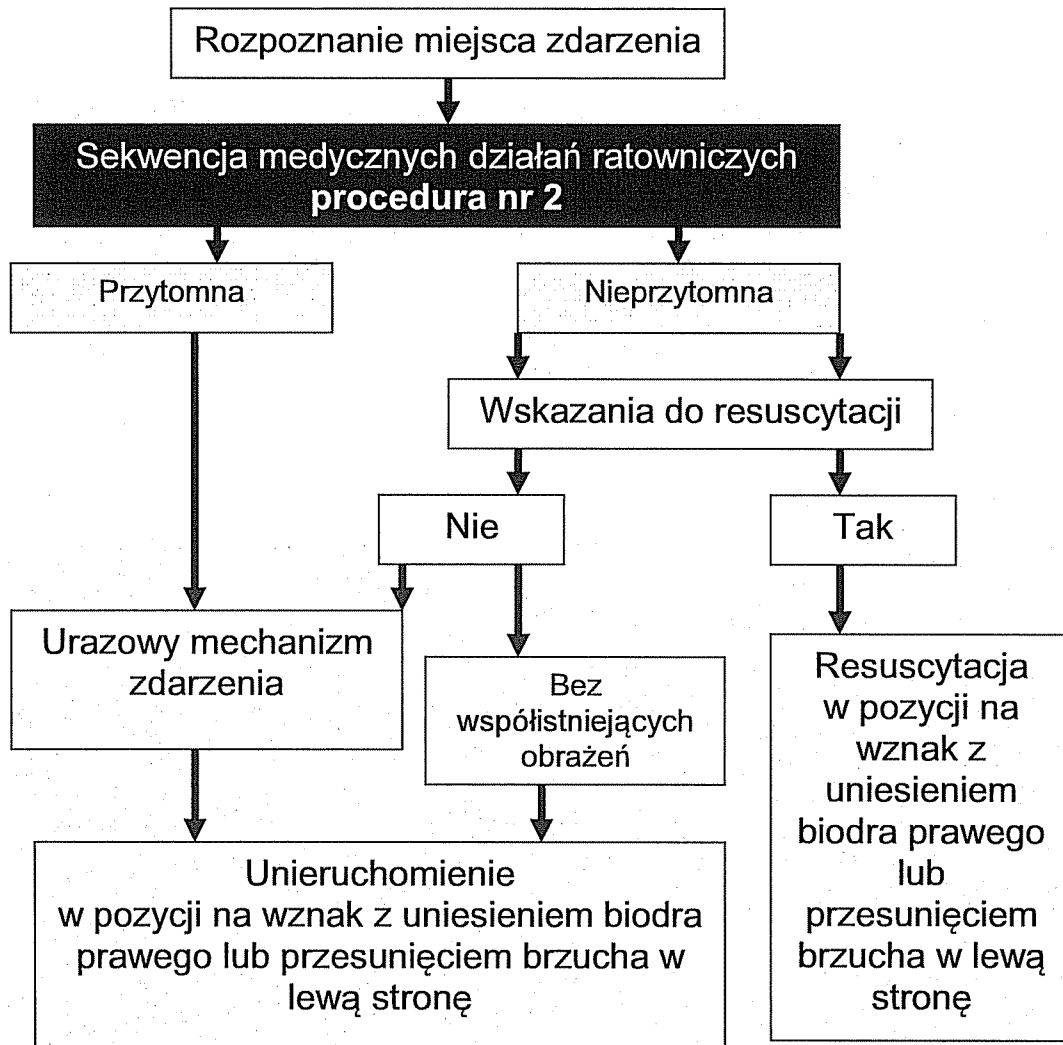 Rozpoznanie miejsca zdarzenia
Sekwencja medycznych działań ratowniczych
procedura nr 2
Przytomna
Nieprzytomna
Wskazania do resuscytacji
Nie
Tak
Urazowy mechanizm
zdarzenia
Bez
współistniejących
obrażeń
Resuscytacja
w pozycji na
wznak z
uniesieniem
biodra prawego
lub
przesunięciem
brzucha w lewą
stronę
Unieruchomienie
w pozycji na wznak z uniesieniem biodra
prawego lub przesunięciem brzucha w
lewą stronę